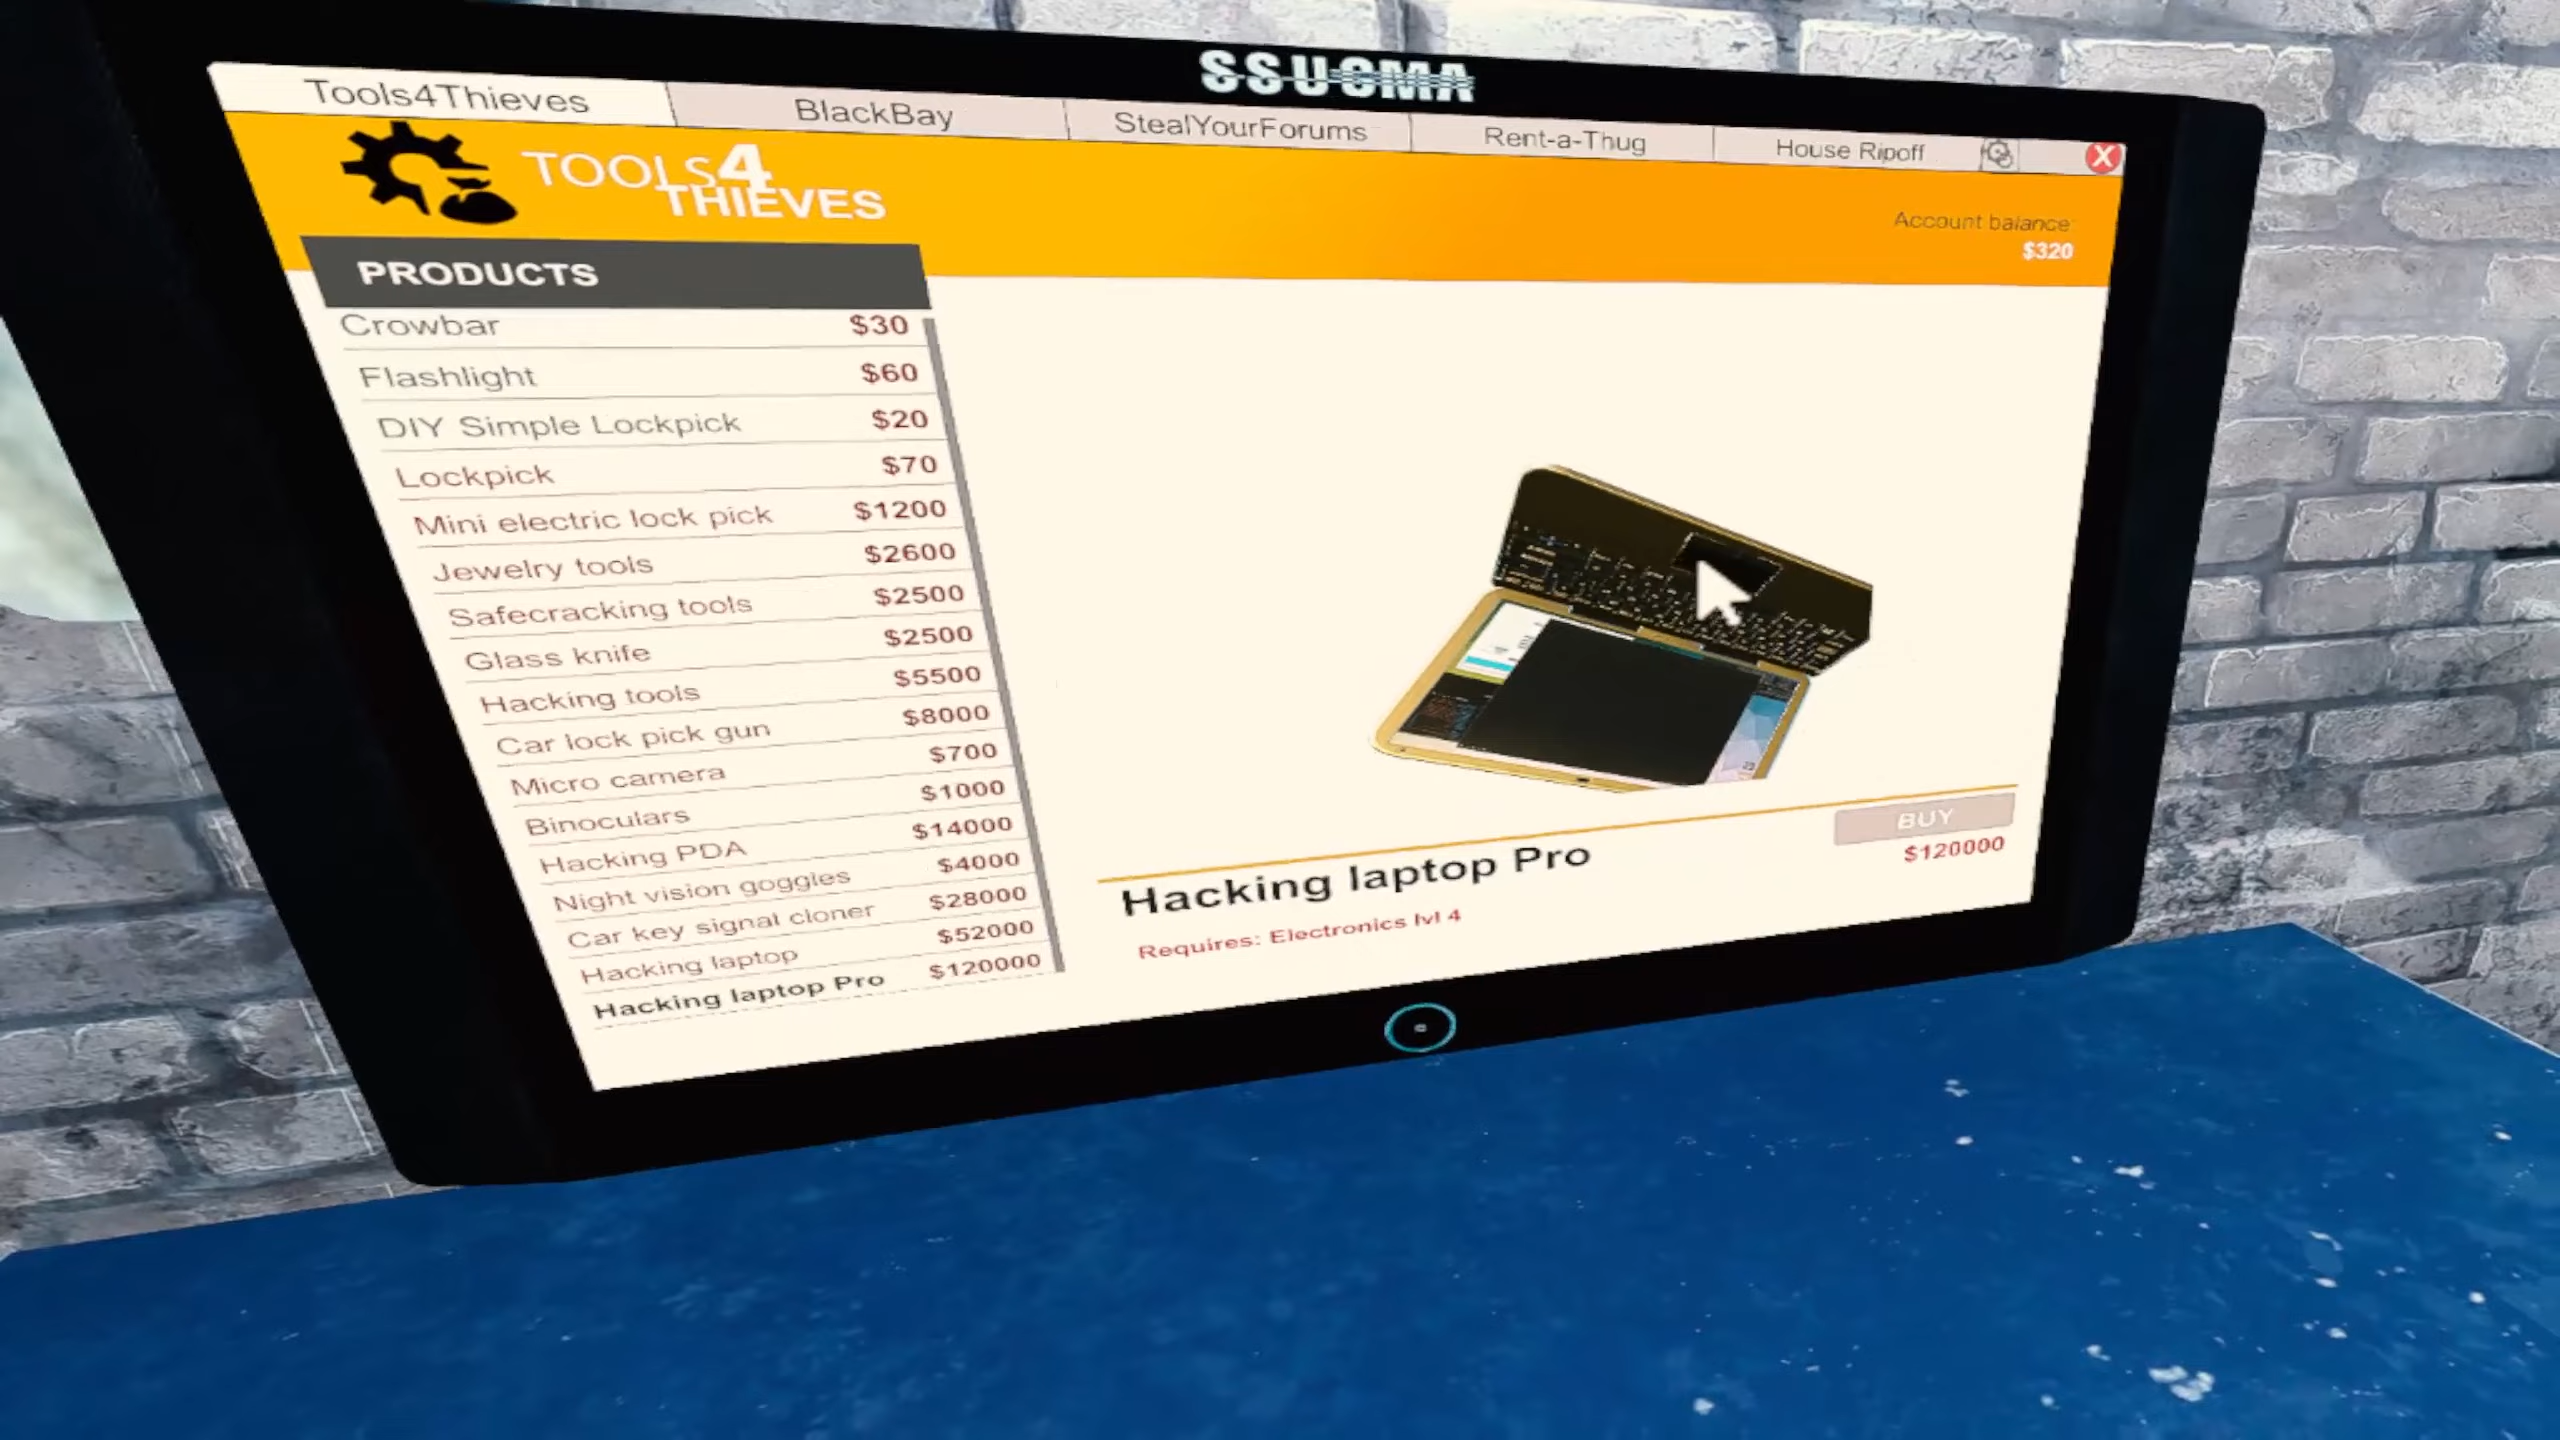 SSUGMA
Tools4Thieves
BlackBay
StealYourForums
Rent-a-Thug
House Ripoff
X
TOOLS4
THIEVES
Account balance:
$320
PRODUCTS
Crowbar $30
Flashlight $60
DIY Simple Lockpick $20
Lockpick $70
Mini electric lock pick $1200
Jewelry tools $2600
Safecracking tools $2500
Glass knife $2500
Hacking tools $5500
Car lock pick gun $8000
Micro camera $700
Binoculars $1000
Hacking PDA $14000
Night vision goggles $4000
Car key signal cloner $28000
Hacking laptop $52000
Hacking laptop Pro $120000
BUY
$120000
Hacking laptop Pro
Requires: Electronics lvl 4